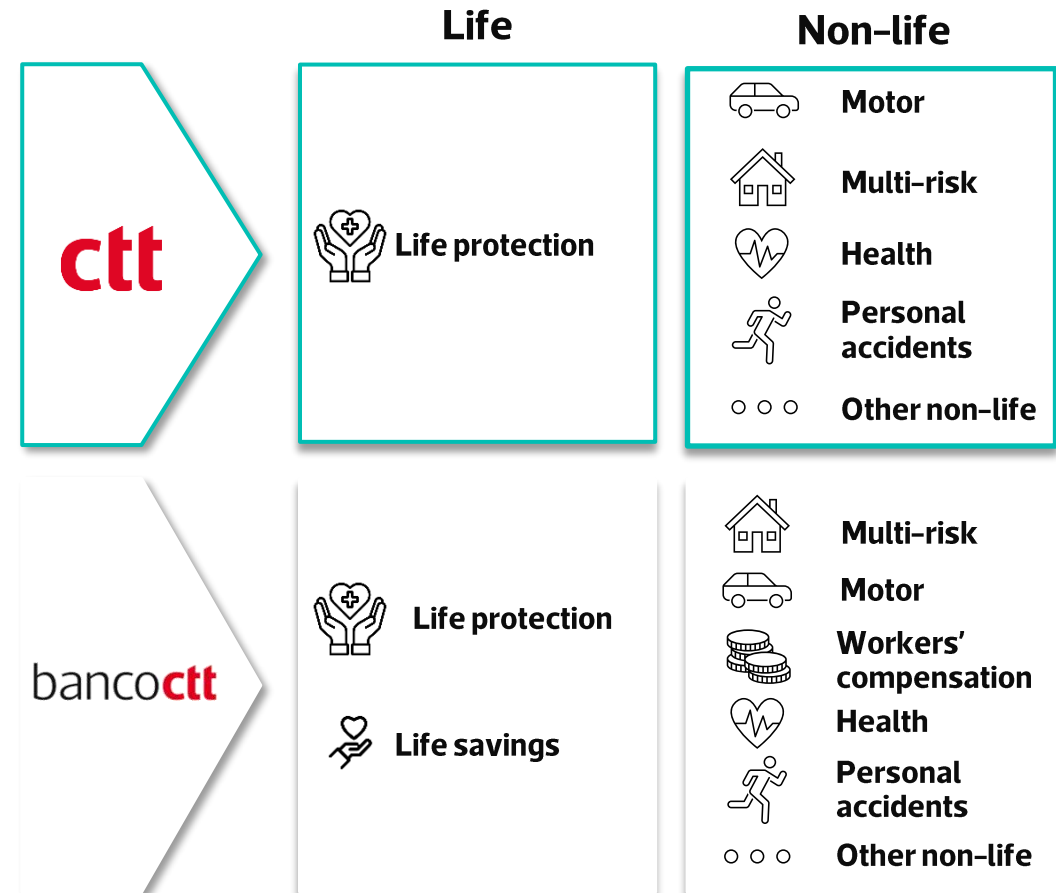 Life
Non-life
ctt
Life protection
Motor
Multi-risk
Health
Personal
accidents
Other non-life
bancoctt
Life protection
Life savings
Multi-risk
Motor
Workers'
compensation
Health
Personal
accidents
Other non-life